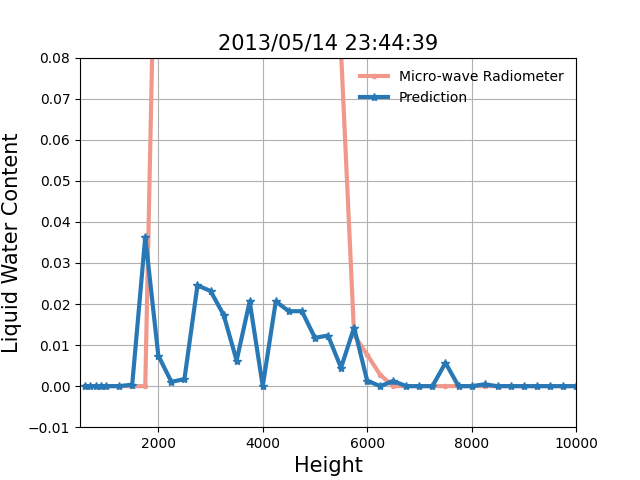 2013/05/14 23:44:39
Liquid Water Content
0.08
0.07
0.06
0.05
0.04
0.03
0.02
0.01
0.00
−0.01
Micro-wave Radiometer
Prediction
2000 4000 6000 8000 10000
Height